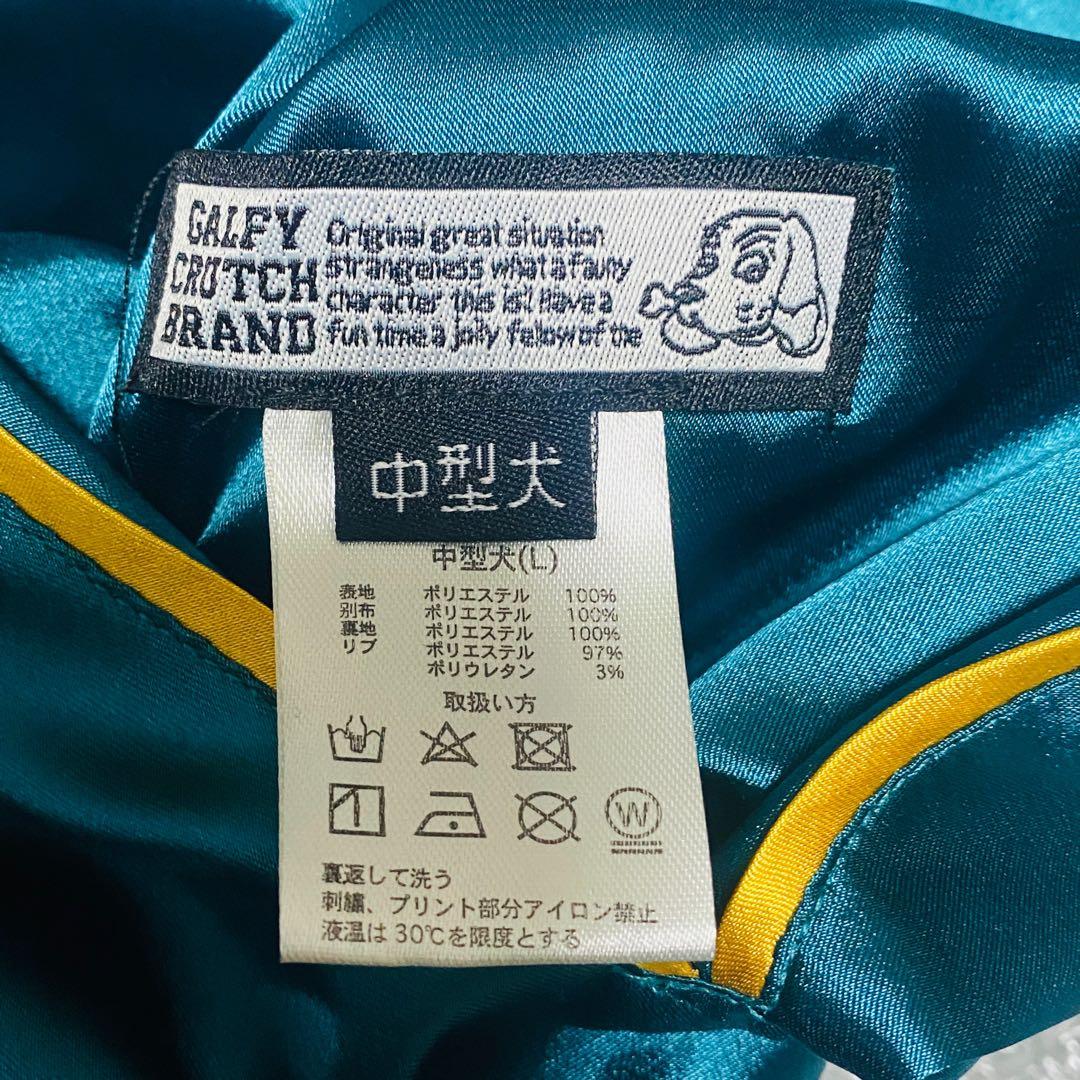 GALFY
CRUTCH
BRAND
Original great situation
strangeness what a fauny
character this is! Have a
fun time a jolly fellow of the
中型犬
中型犬(L)
表地 ポリエステル 100%
別布 ポリエステル 100%
裏地 ポリエステル 100%
リブ ポリエステル 97%
ポリウレタン 3%
取扱い方
W
裏返して洗う
刺繍、プリント部分アイロン禁止
液温は30℃を限度とする